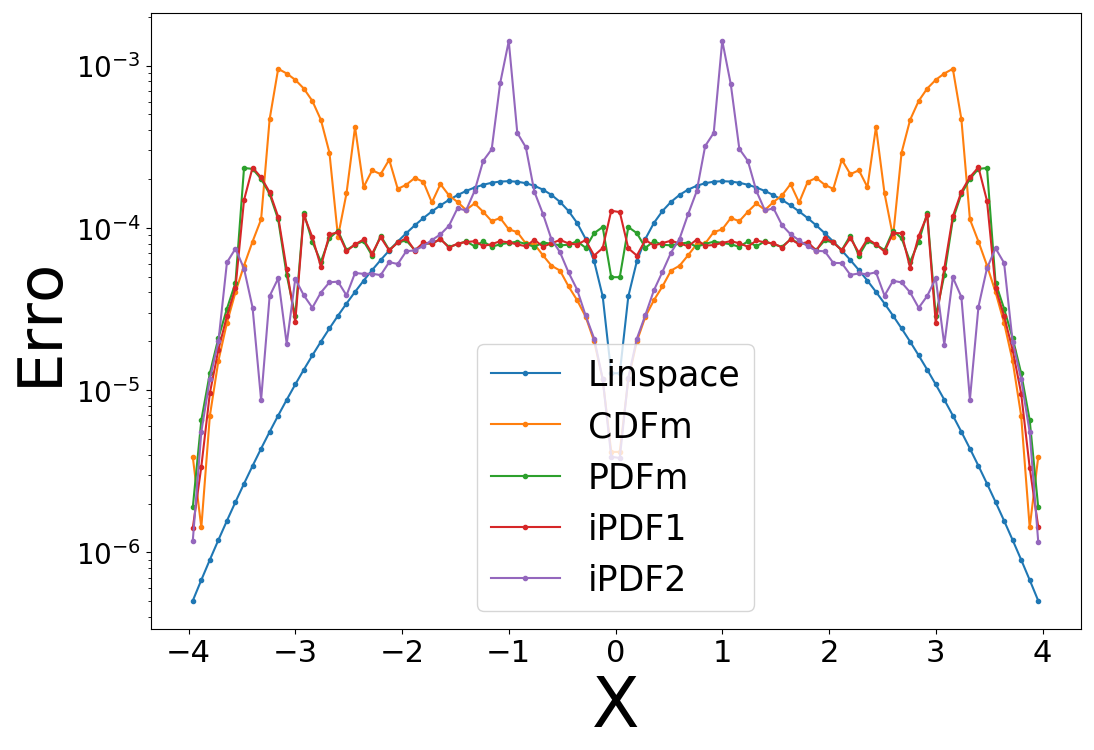 Erro
10⁻³
10⁻⁴
10⁻⁵
10⁻⁶
Linspace
CDFm
PDFm
iPDF1
iPDF2
−4 −3 −2 −1 0 1 2 3 4
X